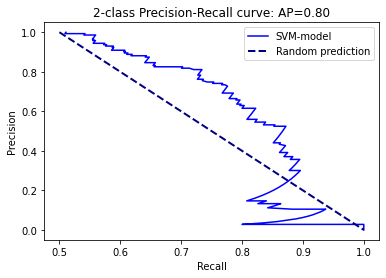 2-class Precision-Recall curve: AP=0.80
SVM-model
Random prediction
1.0
0.8
0.6
0.4
0.2
0.0
Precision
0.5
0.6
0.7
0.8
0.9
1.0
Recall